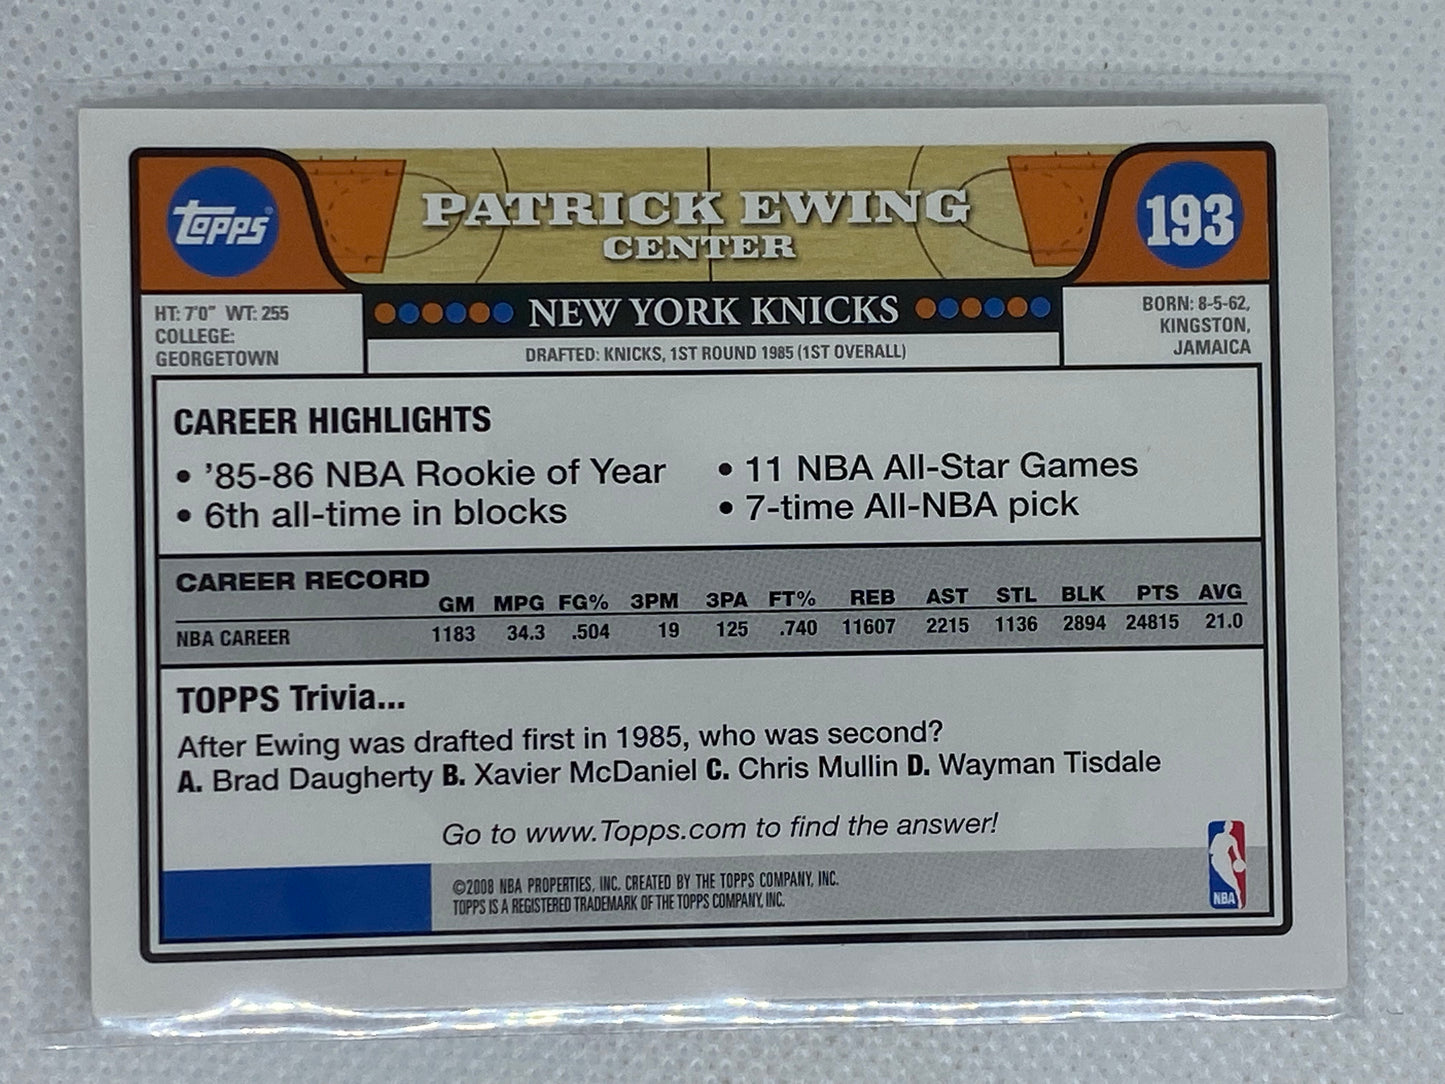 TOPPS®
PATRICK EWING
CENTER
193
HT: 7'0" WT: 255
COLLEGE:
GEORGETOWN
NEW YORK KNICKS
DRAFTED: KNICKS, 1ST ROUND 1985 (1ST OVERALL)
BORN: 8-5-62,
KINGSTON,
JAMAICA
CAREER HIGHLIGHTS
• ’85-86 NBA Rookie of Year
• 6th all-time in blocks
• 11 NBA All-Star Games
• 7-time All-NBA pick
CAREER RECORD
GM MPG FG% 3PM 3PA FT% REB AST STL BLK PTS AVG
NBA CAREER 1183 34.3 .504 19 125 .740 11607 2215 1136 2894 24815 21.0
TOPPS Trivia...
After Ewing was drafted first in 1985, who was second?
A. Brad Daugherty B. Xavier McDaniel C. Chris Mullin D. Wayman Tisdale
Go to www.Topps.com to find the answer!
©2008 NBA PROPERTIES, INC. CREATED BY THE TOPPS COMPANY, INC.
TOPPS IS A REGISTERED TRADEMARK OF THE TOPPS COMPANY, INC.
NBA